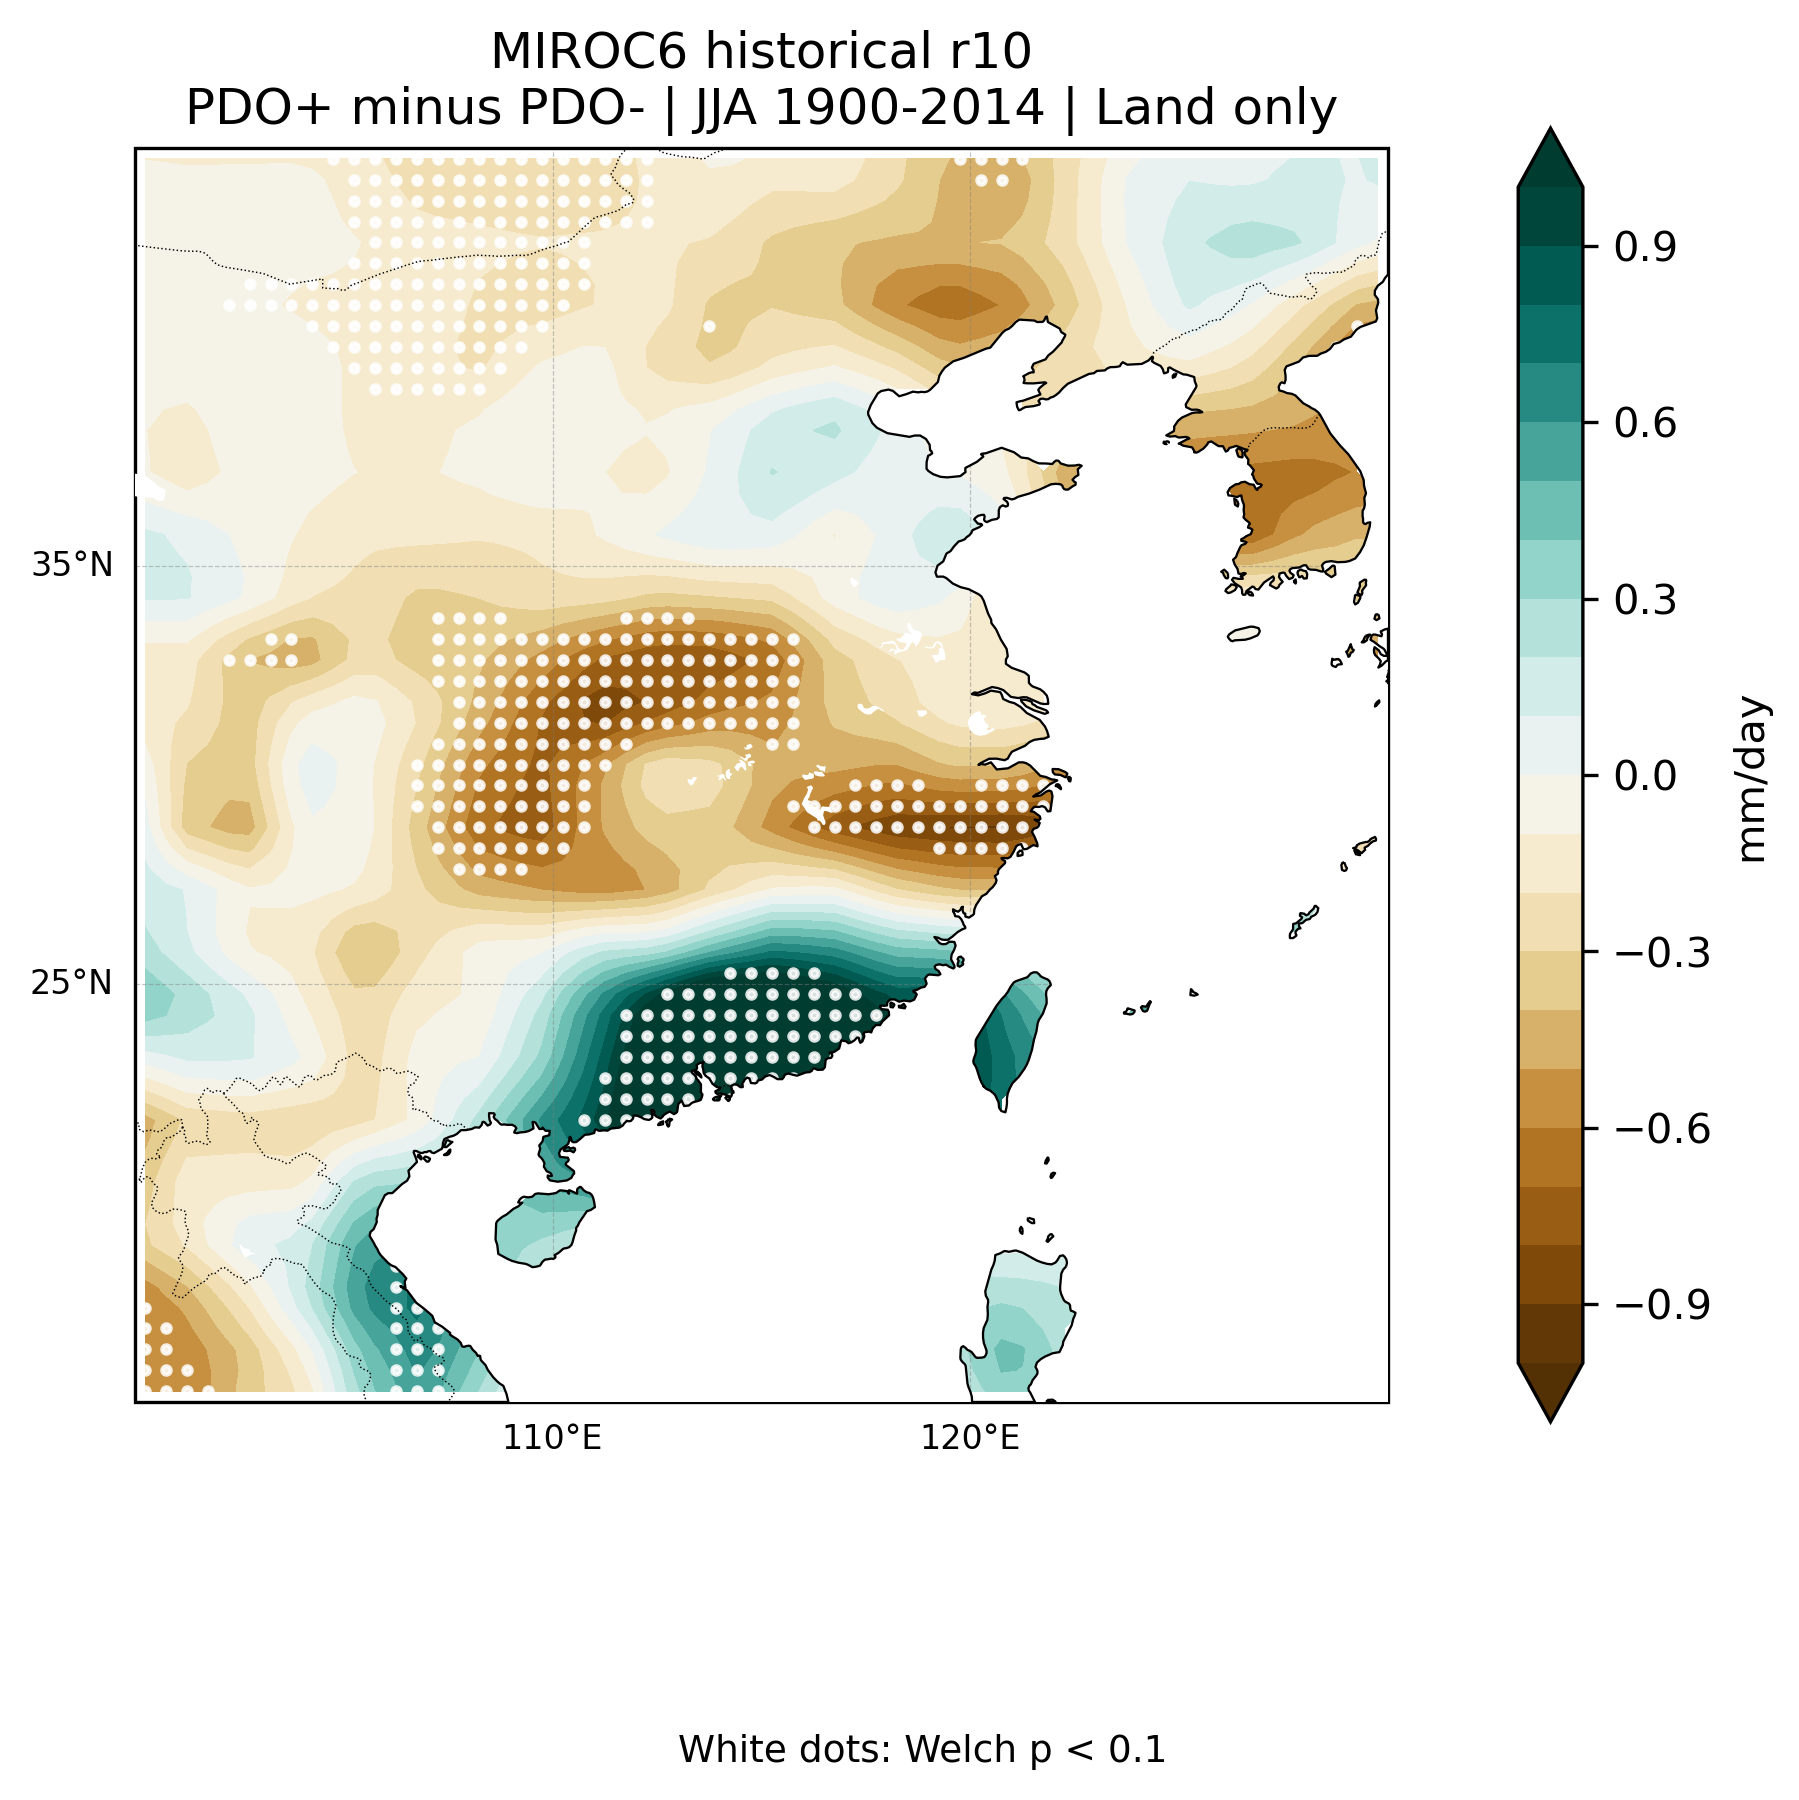 MIROC6 historical r10
PDO+ minus PDO- | JJA 1900-2014 | Land only
35°N
25°N
110°E
120°E
0.9
0.6
0.3
0.0
−0.3
−0.6
−0.9
mm/day
White dots: Welch p < 0.1